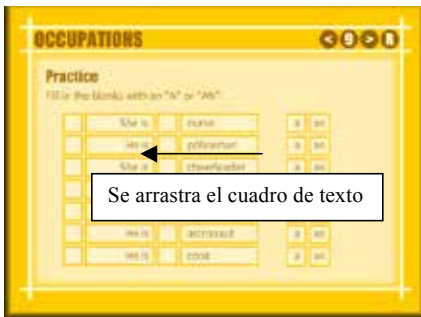 OCCUPATIONS
Practice
Fill in the blanks with an "A" or "AN".
She is nurse a an
He is policeman a an
She is cheerleader a an
Se arrastra el cuadro de texto
He is astronaut a an
He is cook a an